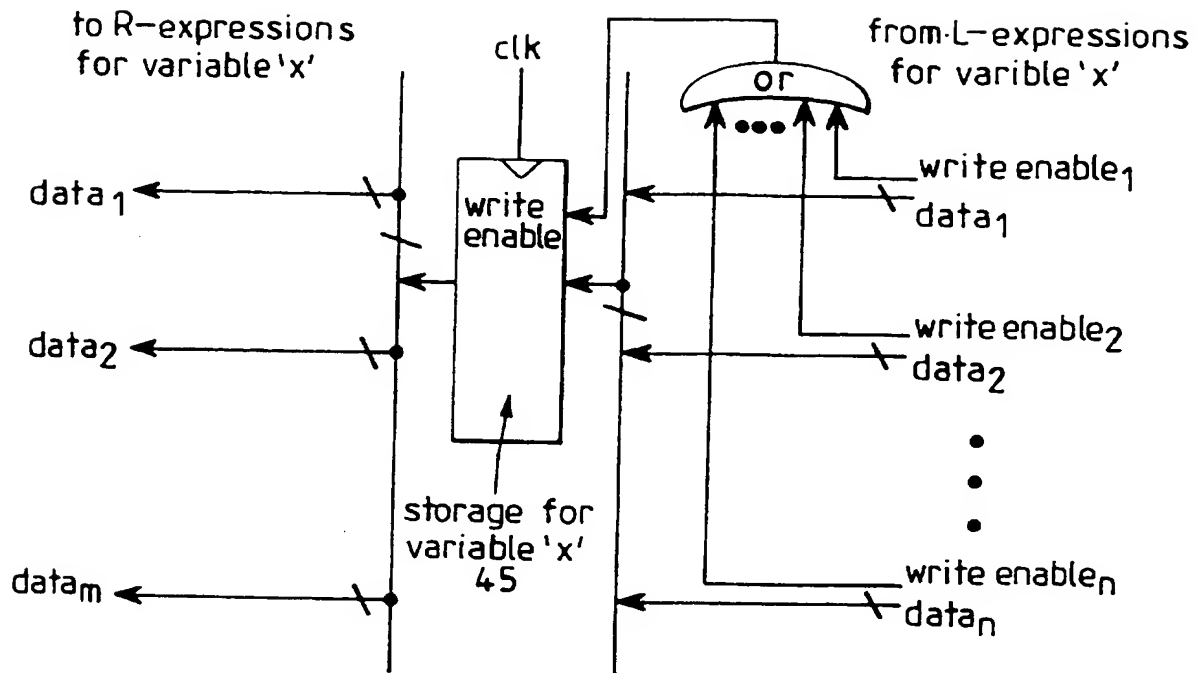 to R-expressions
for variable 'x'
clk
from L-expressions
for varible 'x'
or
write enable1
data1
data1
write
enable
write enable2
data2
data2
storage for
variable 'x'
45
datam
write enablen
datan